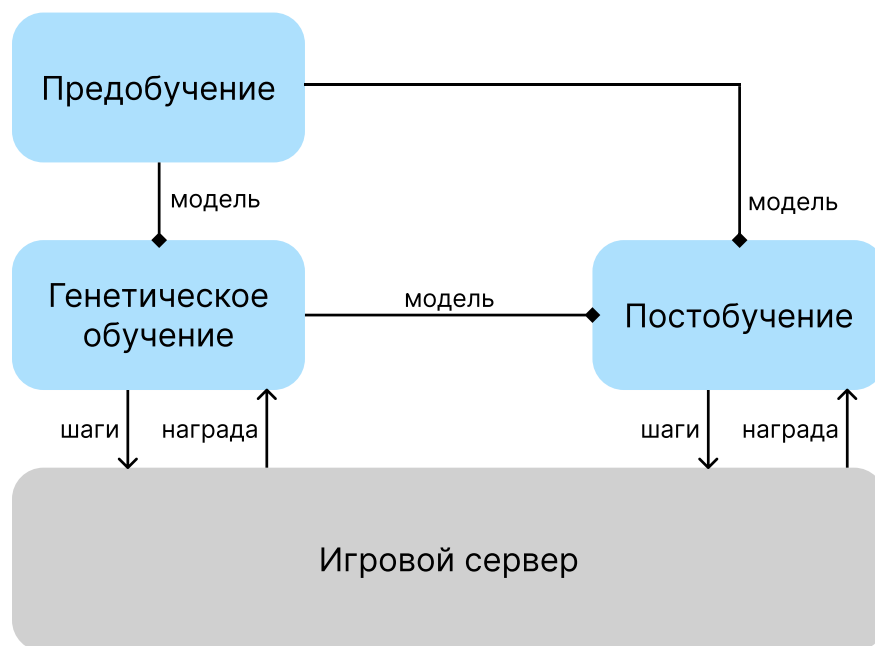 Предобучение
модель
модель
Генетическое
обучение
модель
Постобучение
шаги
награда
шаги
награда
Игровой сервер